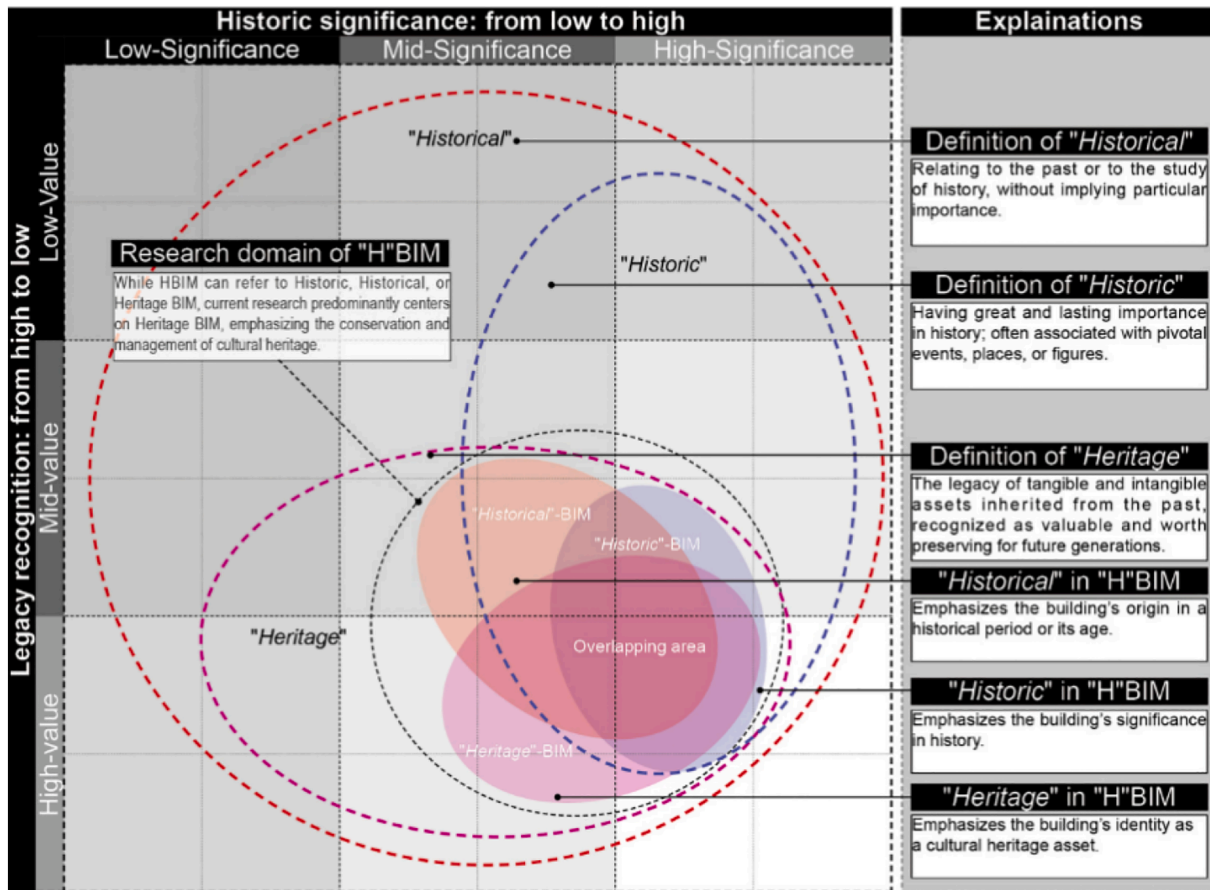 Historic significance: from low to high
Explainations
Low-Significance
Mid-Significance
High-Significance
Legacy recognition: from high to low
Low-Value
Mid-value
High-value
"Historical"
"Historic"
Research domain of "H"BIM
While HBIM can refer to Historic, Historical, or
Heritage BIM, current research predominantly centers
on Heritage BIM, emphasizing the conservation and
management of cultural heritage.
"Historical"-BIM
"Historic"-BIM
"Heritage"
Overlapping area
"Heritage"-BIM
Definition of "Historical"
Relating to the past or to the study
of history, without implying particular
importance.
Definition of "Historic"
Having great and lasting importance
in history; often associated with pivotal
events, places, or figures.
Definition of "Heritage"
The legacy of tangible and intangible
assets inherited from the past,
recognized as valuable and worth
preserving for future generations.
"Historical" in "H"BIM
Emphasizes the building's origin in a
historical period or its age.
"Historic" in "H"BIM
Emphasizes the building's significance
in history.
"Heritage" in "H"BIM
Emphasizes the building's identity as
a cultural heritage asset.